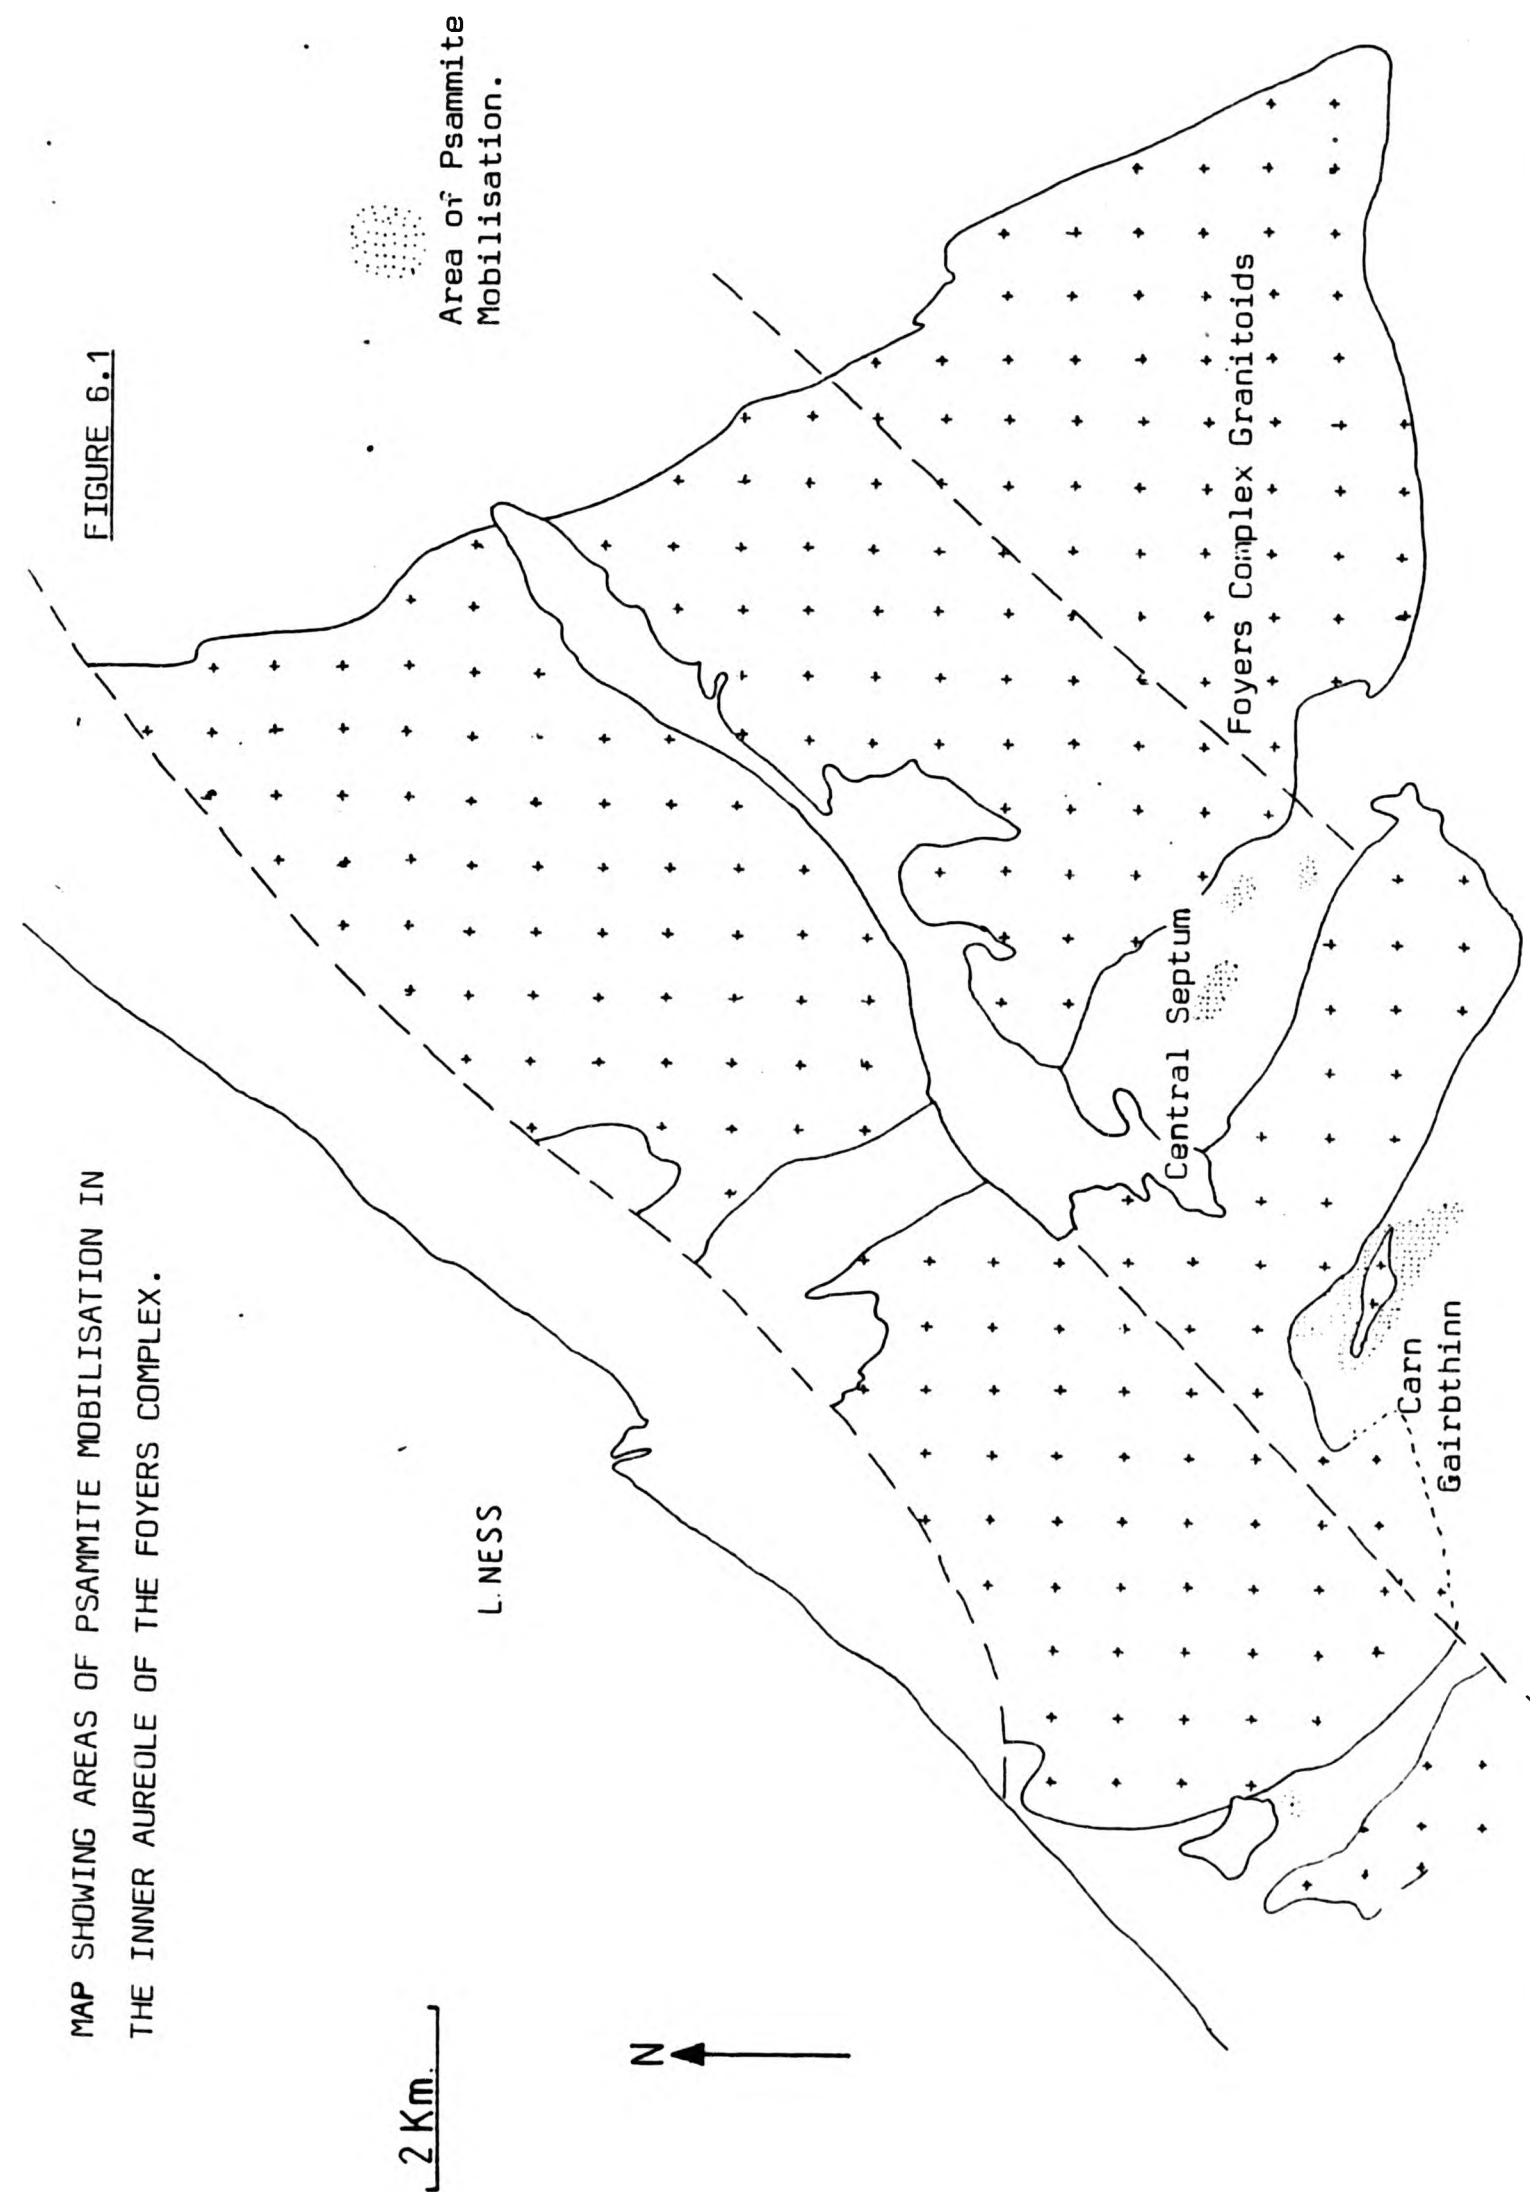 MAP SHOWING AREAS OF PSAMMITE MOBILISATION IN
THE INNER AUREOLE OF THE FOYERS COMPLEX.
FIGURE 6.1
Area of Psammite
Mobilisation.
2 Km.
N
L. NESS
Central Septum
Foyers Complex Granitoids
Carn
Gairbthinn